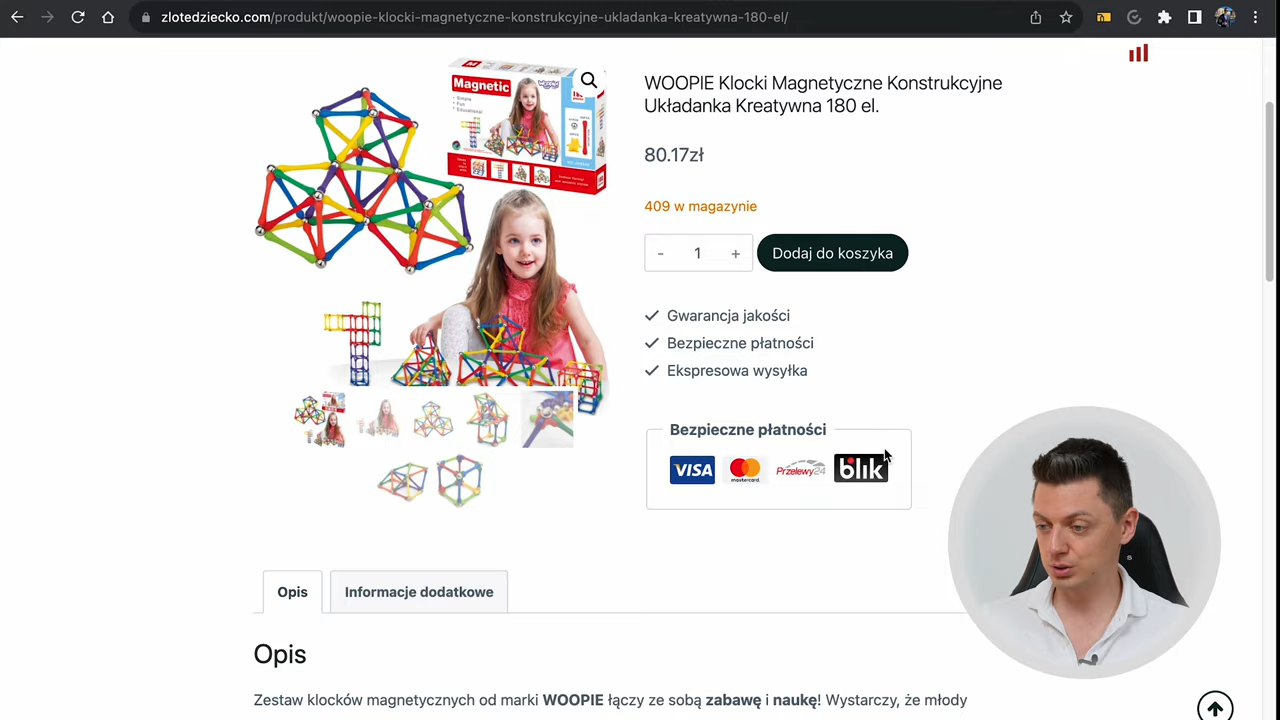 zlotedziecko.com/produkt/woopie-klocki-magnetyczne-konstrukcyjne-ukladanka-kreatywna-180-el/
Magnetic
WOOPIE Klocki Magnetyczne Konstrukcyjne
Układanka Kreatywna 180 el.
80.17zł
409 w magazynie
- 1 +
Dodaj do koszyka
Gwarancja jakości
Bezpieczne płatności
Ekspresowa wysyłka
Bezpieczne płatności
VISA
mastercard
Przelewy24
blik
Opis
Informacje dodatkowe
Opis
Zestaw klocków magnetycznych od marki WOOPIE łączy ze sobą zabawę i naukę! Wystarczy, że młody